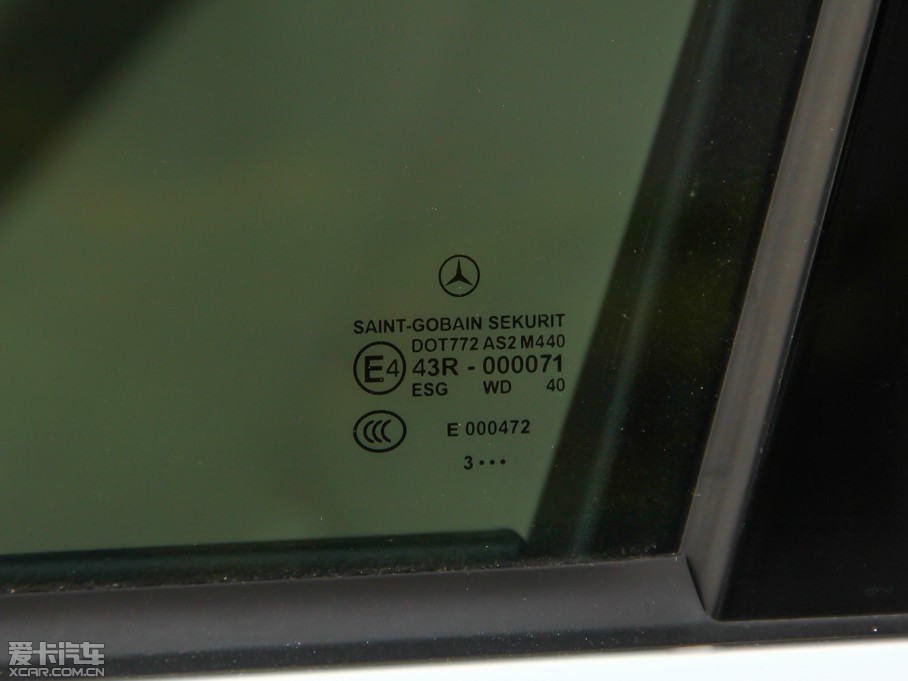 SAINT-GOBAIN SEKURIT
DOT772 AS2 M440
E4 43R - 000071
ESG WD 40
CCC E 000472
3•••
爱卡汽车
XCAR.COM.CN